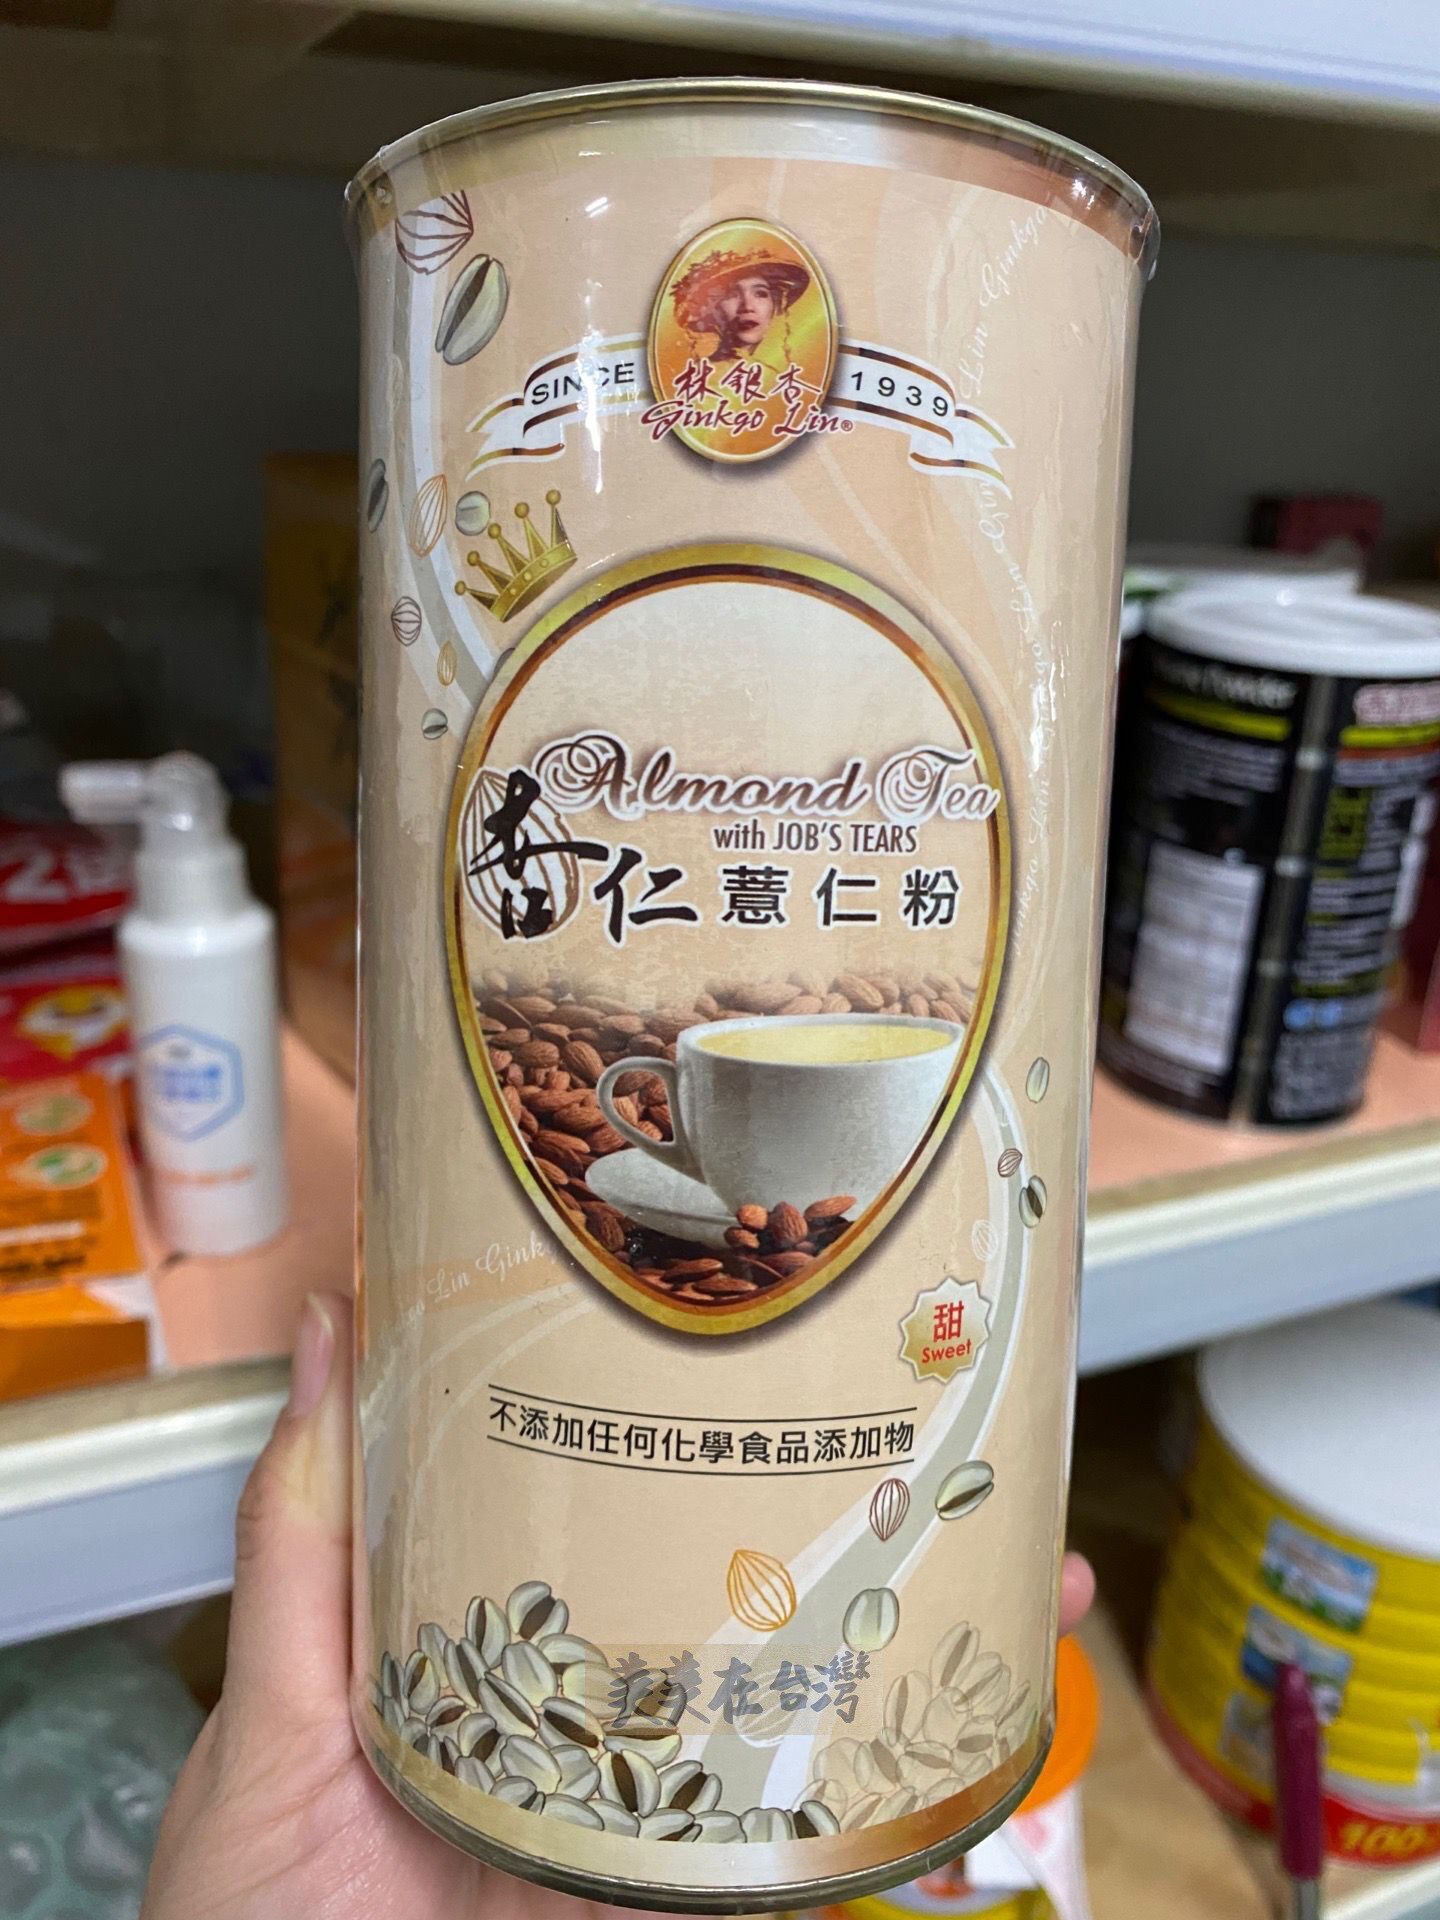 SINCE 1939
林銀杏
Ginkgo Lin®
Almond Tea
with JOB'S TEARS
杏仁薏仁粉
甜
Sweet
不添加任何化學食品添加物
美美在台灣
100